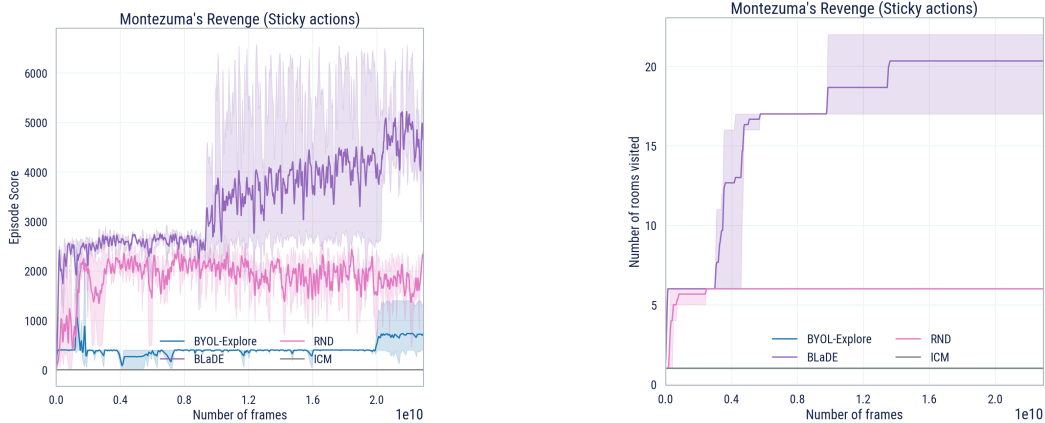 Montezuma's Revenge (Sticky actions)
Episode Score
6000
5000
4000
3000
2000
1000
0
BYOL-Explore
RND
BLaDE
ICM
0.0 0.4 0.8 1.2 1.6 2.0
Number of frames
1e10
Montezuma's Revenge (Sticky actions)
Number of rooms visited
20
15
10
5
0
BYOL-Explore
RND
BLaDE
ICM
0.0 0.4 0.8 1.2 1.6 2.0
Number of frames
1e10